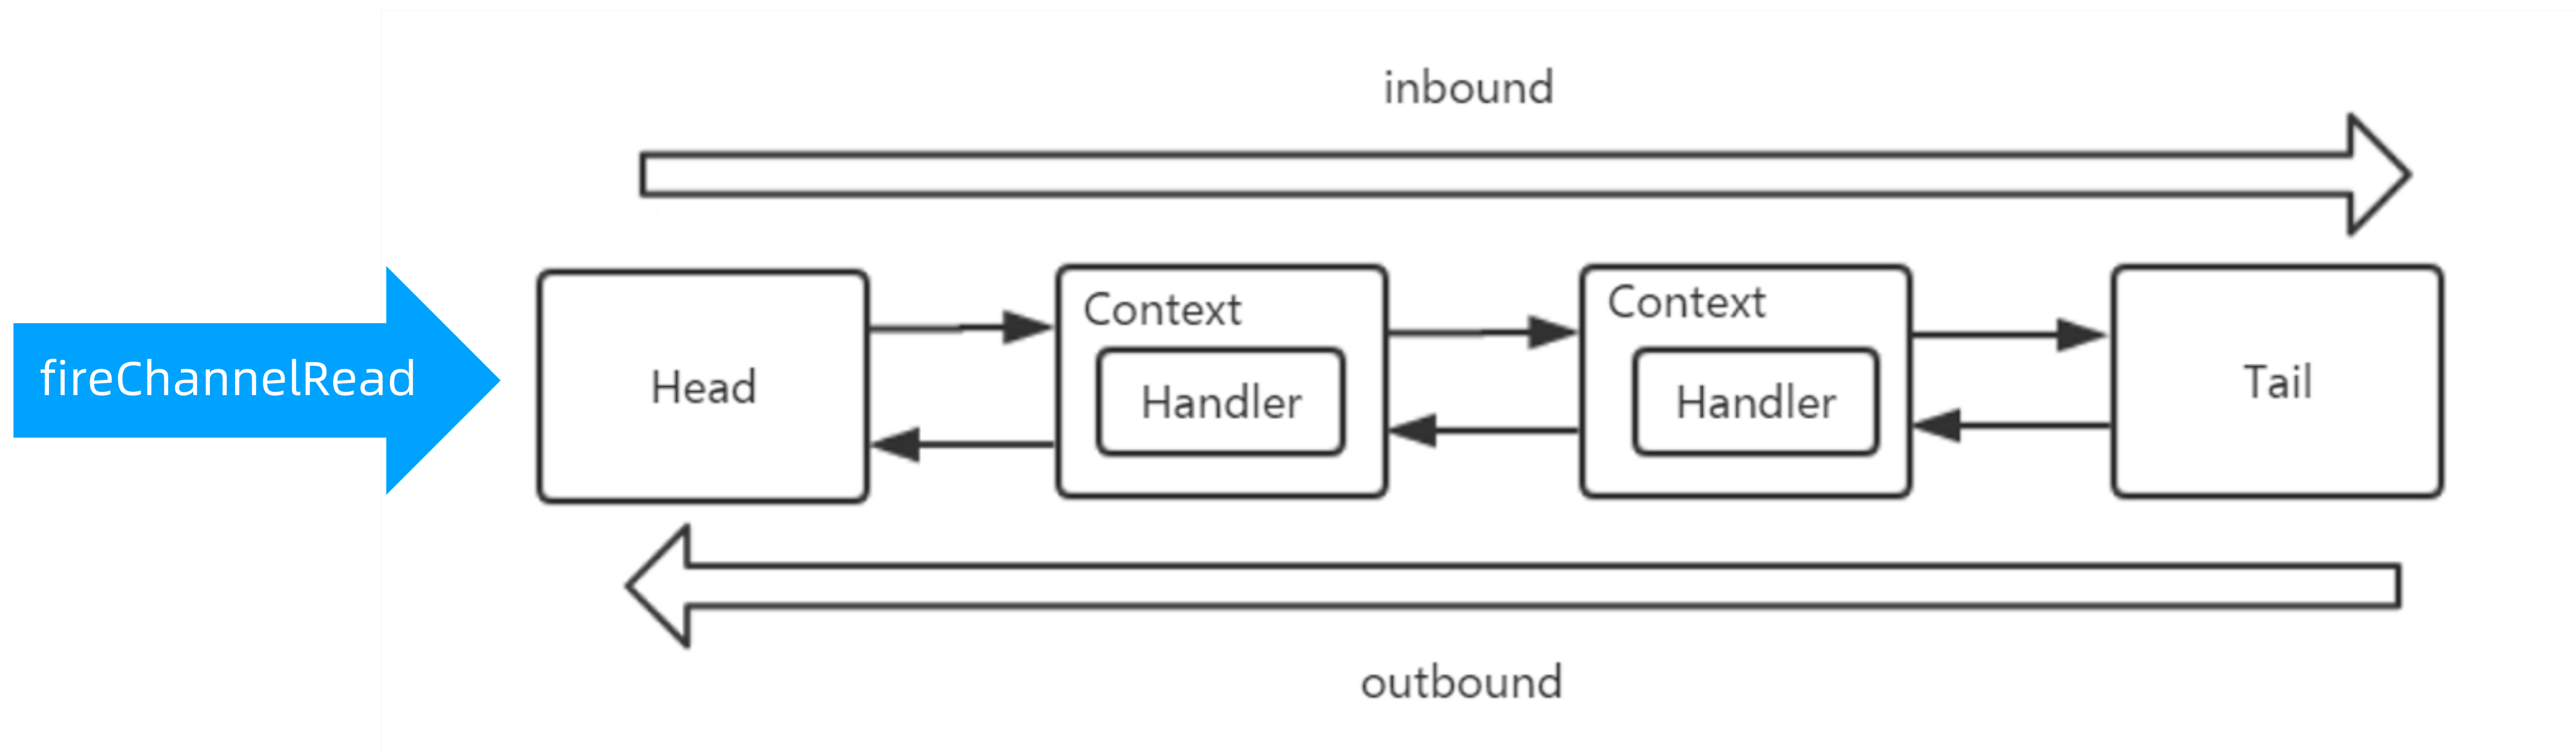 inbound
fireChannelRead
Head
Context
Handler
Context
Handler
Tail
outbound